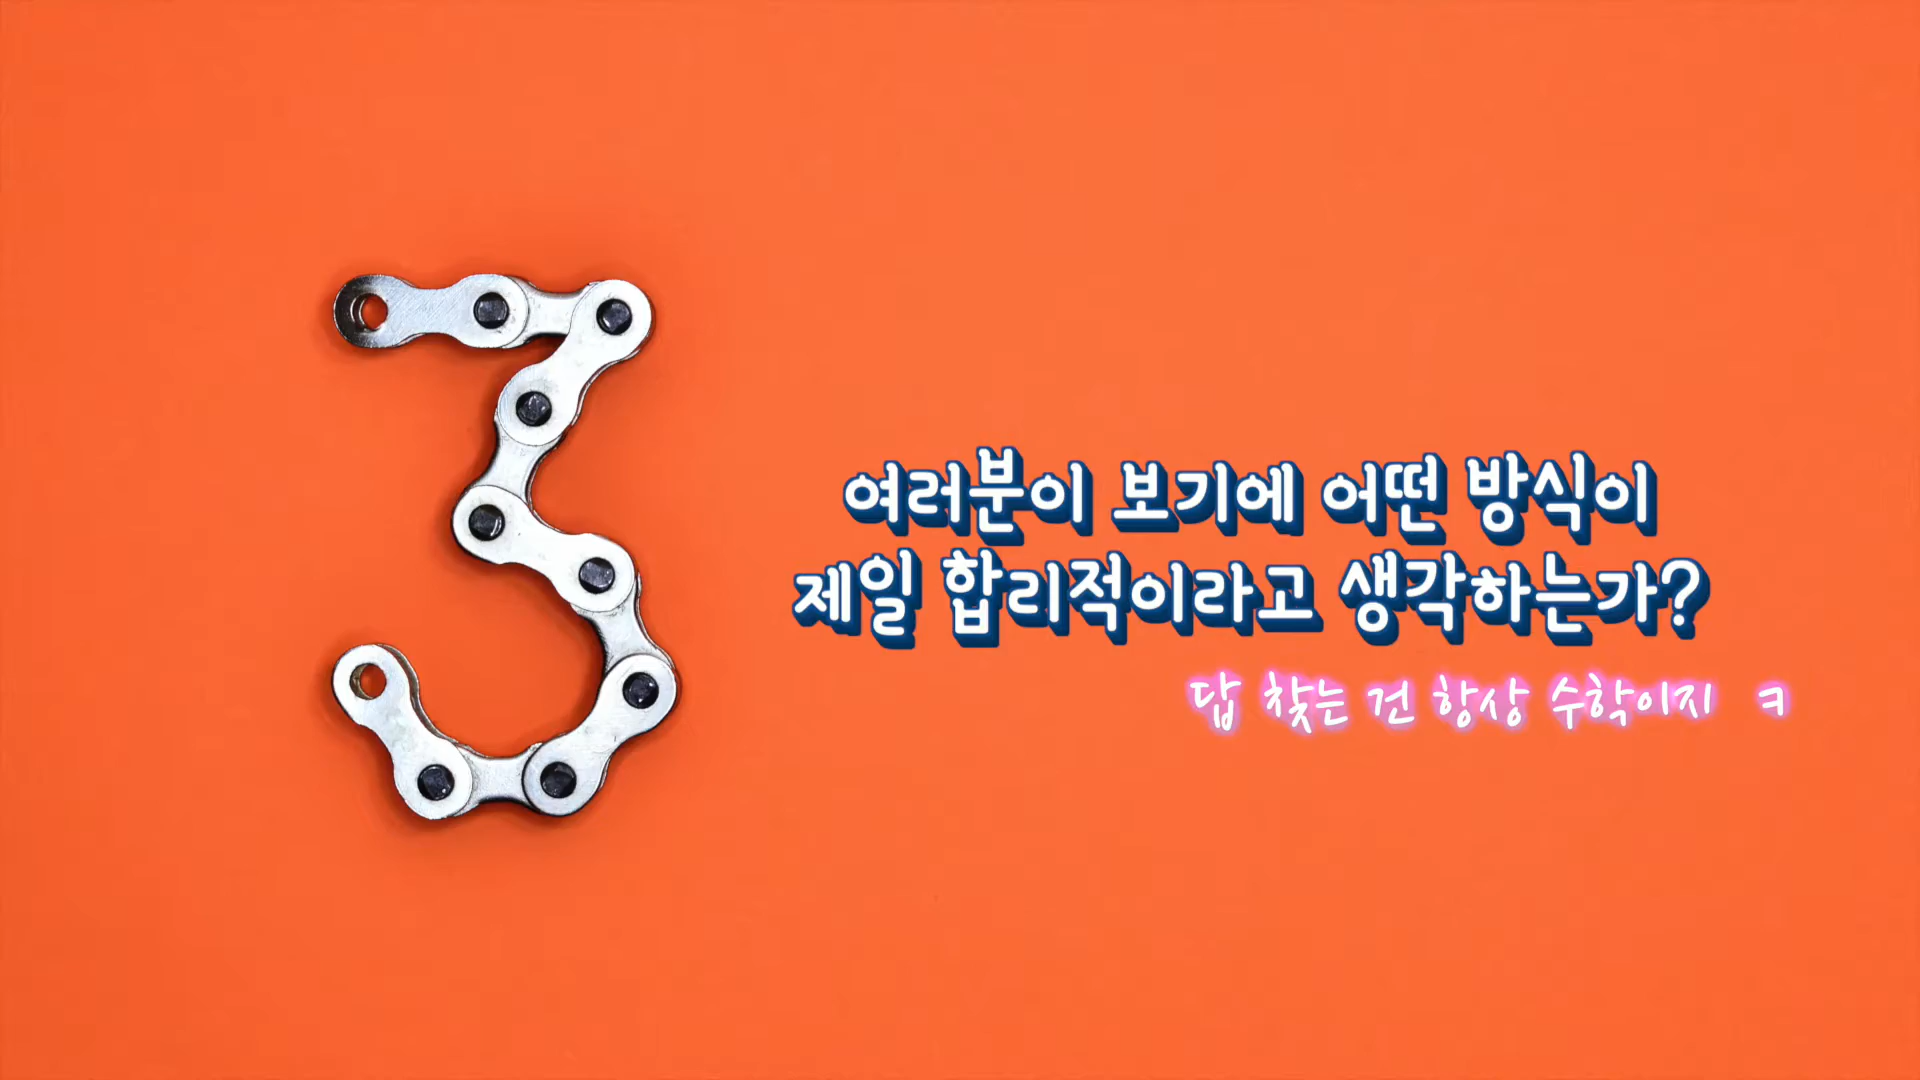 3
여러분이 보기에 어떤 방식이
제일 합리적이라고 생각하는가?
답 찾는 건 항상 수학이지 ㅋ